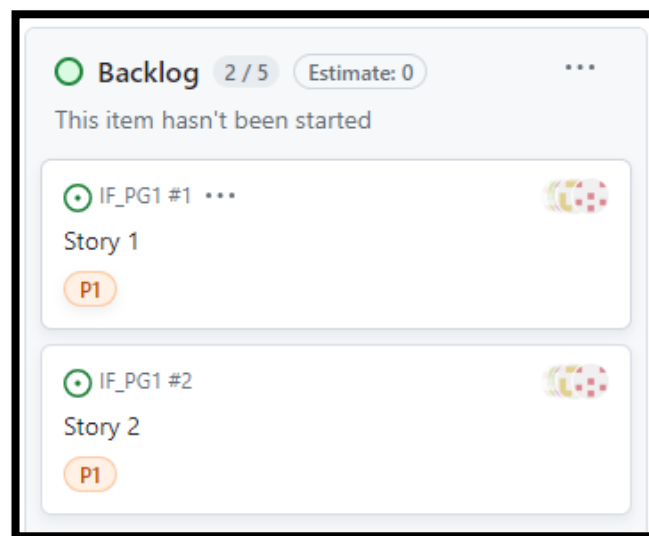 Backlog 2 / 5 Estimate: 0
This item hasn't been started
IF_PG1 #1
Story 1
P1
IF_PG1 #2
Story 2
P1